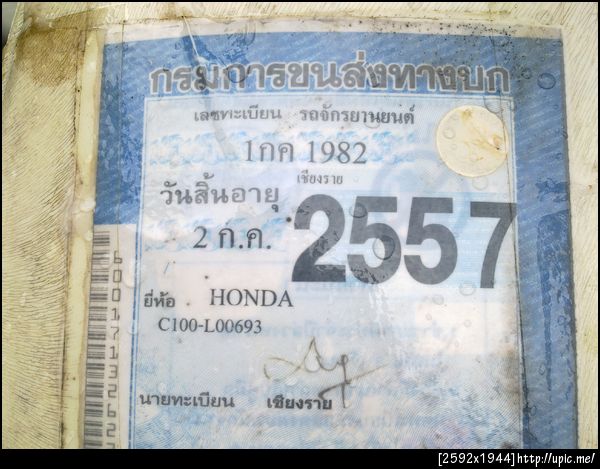 กรมการขนส่งทางบก
เลขทะเบียน รถจักรยานยนต์
1กค 1982
เชียงราย
วันสิ้นอายุ
2 ก.ค. 2557
ยี่ห้อ HONDA
C100-L00693
นายทะเบียน เชียงราย
[2592x1944]http://upic.me/